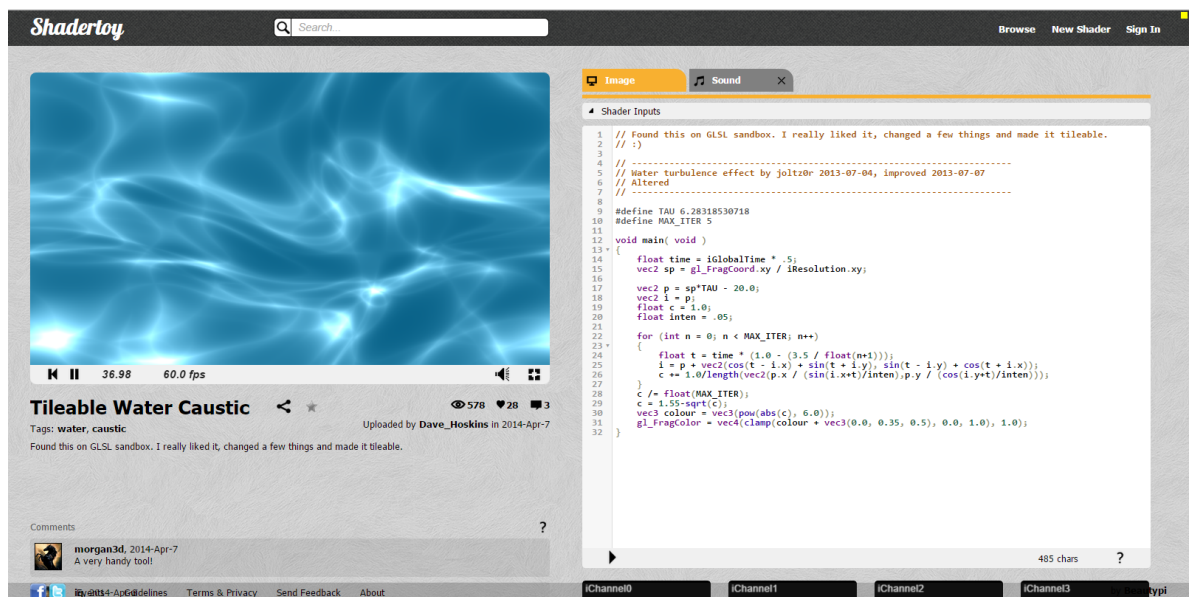 Shadertoy
Search...
Browse New Shader Sign In
Image
Sound
Shader Inputs
1 // Found this on GLSL sandbox. I really liked it, changed a few things and made it tileable.
2 // :)
3
4 // ----------------------------------------------------------------------
5 // Water turbulence effect by joltz0r 2013-07-04, improved 2013-07-07
6 // Altered
7 // ----------------------------------------------------------------------
8
9 #define TAU 6.28318530718
10 #define MAX_ITER 5
11
12 void main( void )
13 {
14 float time = iGlobalTime * .5;
15 vec2 sp = gl_FragCoord.xy / iResolution.xy;
16
17 vec2 p = sp*TAU - 20.0;
18 vec2 i = p;
19 float c = 1.0;
20 float inten = .05;
21
22 for (int n = 0; n < MAX_ITER; n++)
23 {
24 float t = time * (1.0 - (3.5 / float(n+1)));
25 i = p + vec2(cos(t - i.x) + sin(t + i.y), sin(t - i.y) + cos(t + i.x));
26 c += 1.0/length(vec2(p.x / (sin(i.x+t)/inten),p.y / (cos(i.y+t)/inten)));
27 }
28 c /= float(MAX_ITER);
29 c = 1.55-sqrt(c);
30 vec3 colour = vec3(pow(abs(c), 6.0));
31 gl_FragColor = vec4(clamp(colour + vec3(0.0, 0.35, 0.5), 0.0, 1.0), 1.0);
32 }
485 chars ?
36.98 60.0 fps
Tileable Water Caustic
578 28 3
Tags: water, caustic
Uploaded by Dave_Hoskins in 2014-Apr-7
Found this on GLSL sandbox. I really liked it, changed a few things and made it tileable.
Comments ?
morgan3d, 2014-Apr-7
A very handy tool!
Terms & Privacy Send Feedback About
iChannel0 iChannel1 iChannel2 iChannel3